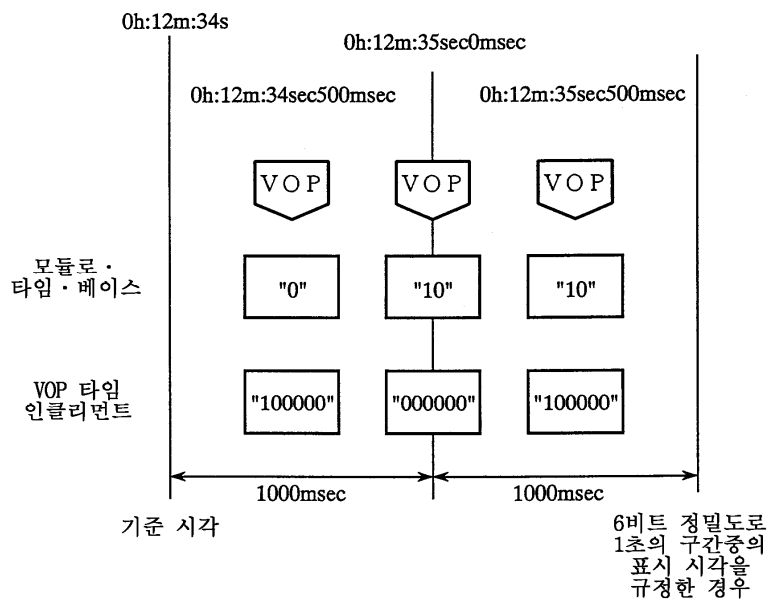 0h:12m:34s
0h:12m:35sec0msec
0h:12m:34sec500msec
0h:12m:35sec500msec
VOP
VOP
VOP
모듈로·
타임·베이스
"0"
"10"
"10"
VOP 타임
인클리먼트
"100000"
"000000"
"100000"
1000msec
1000msec
기준 시각
6비트 정밀도로
1초의 구간중의
표시 시각을
규정한 경우